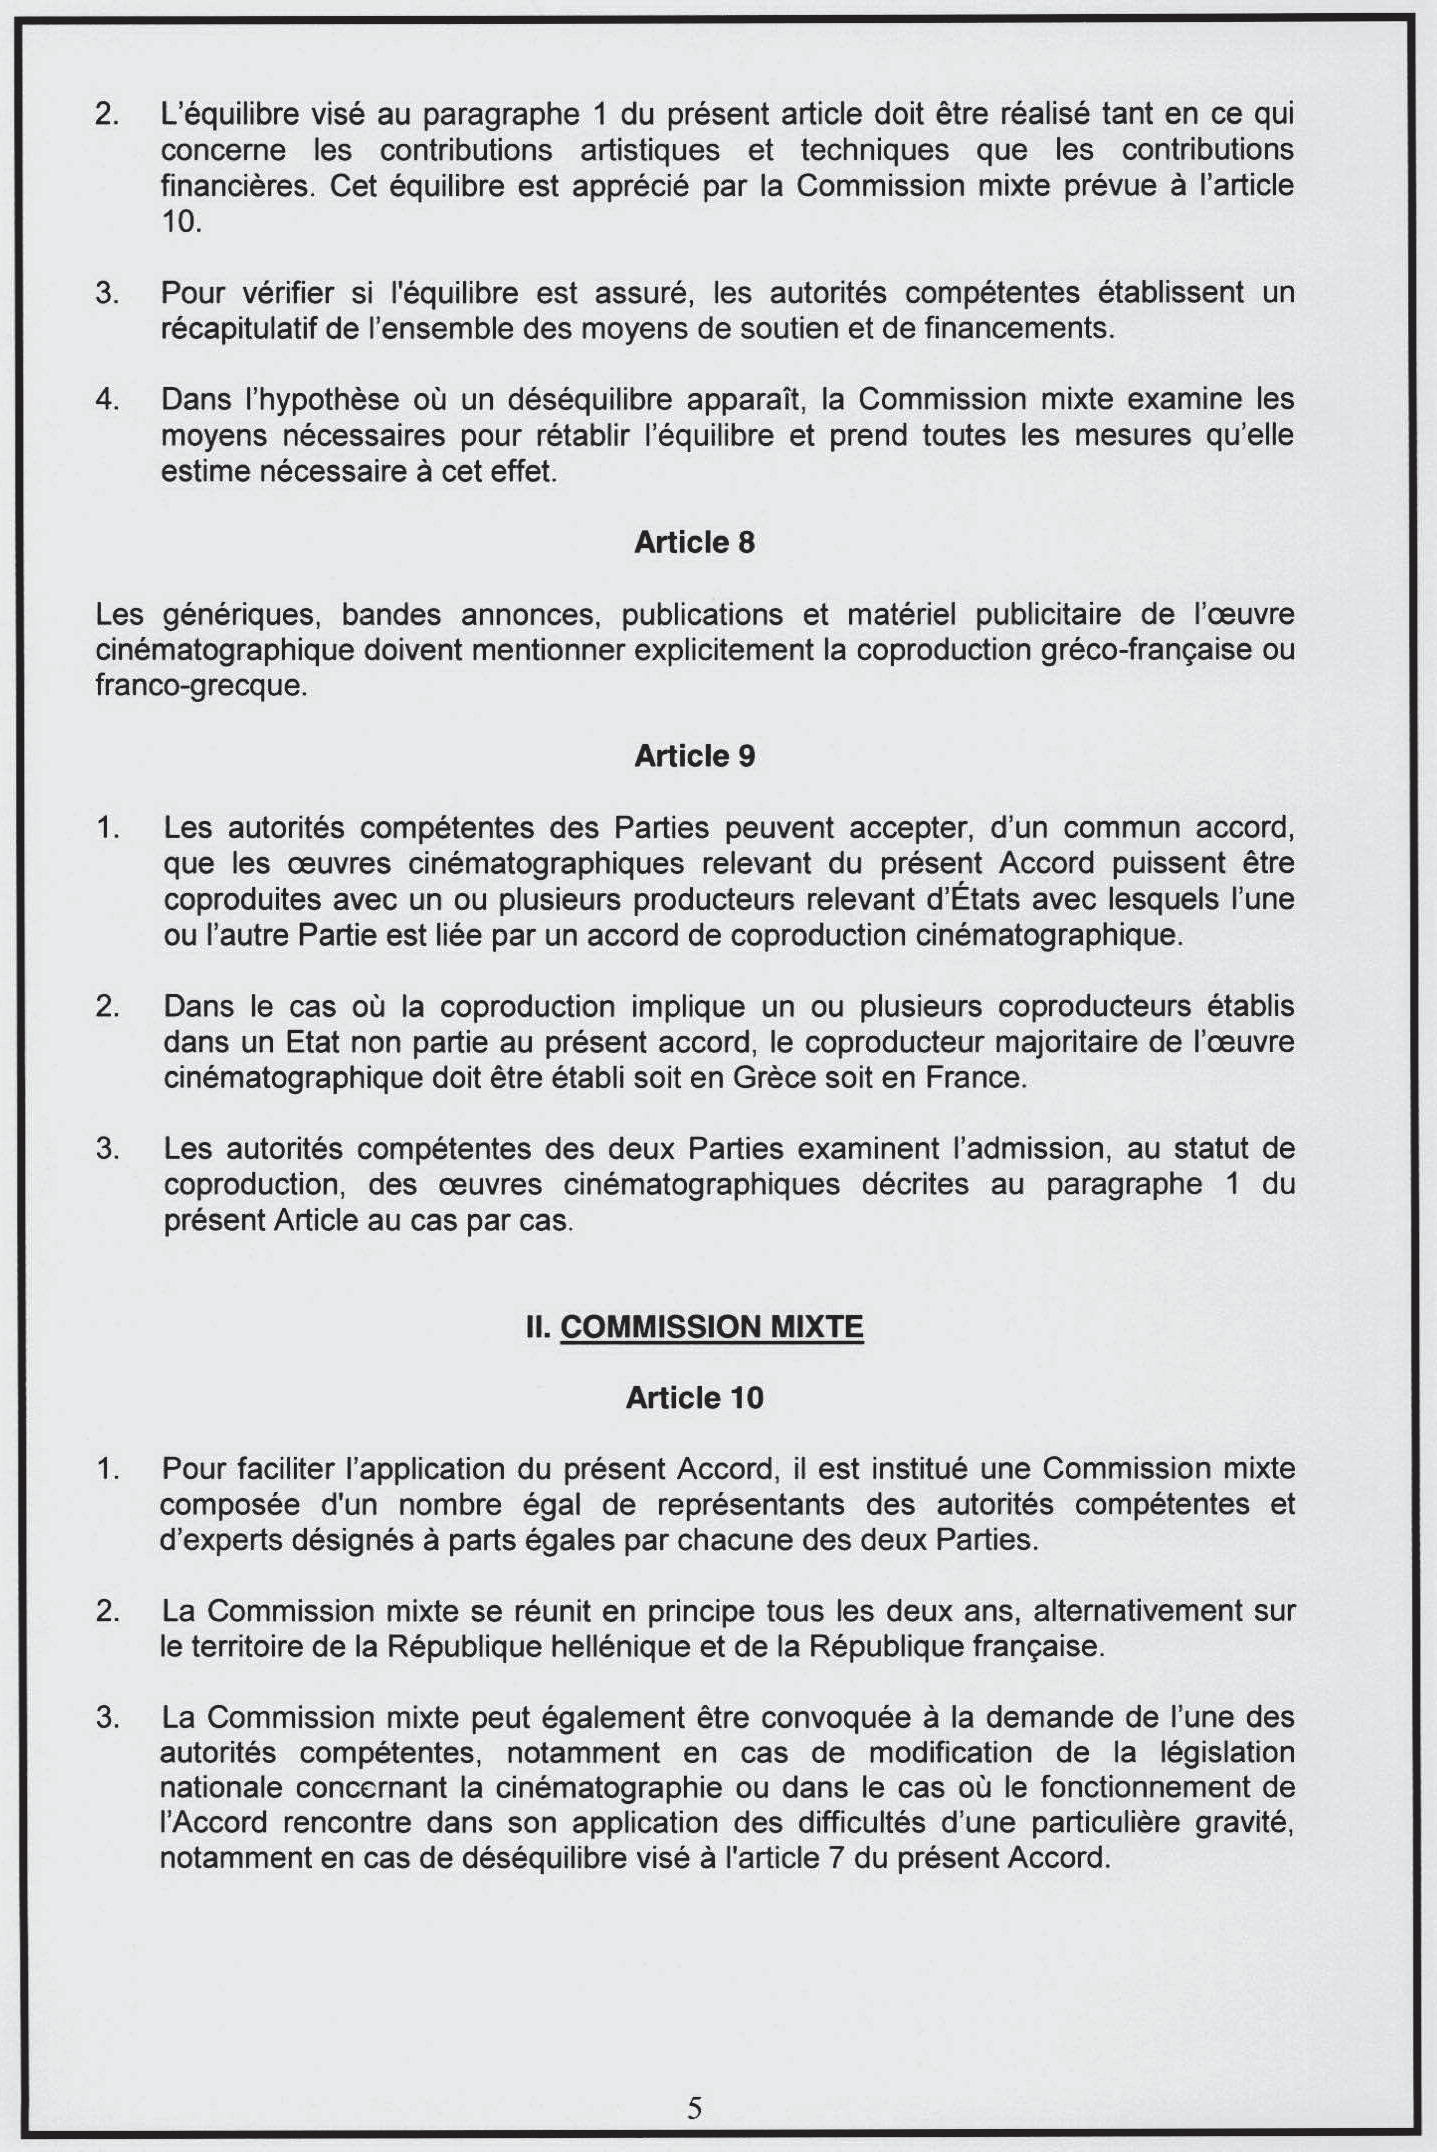 2. L'équilibre visé au paragraphe 1 du présent article doit être réalisé tant en ce qui
concerne les contributions artistiques et techniques que les contributions
financières. Cet équilibre est apprécié par la Commission mixte prévue à l'article
10.
3. Pour vérifier si l'équilibre est assuré, les autorités compétentes établissent un
récapitulatif de l'ensemble des moyens de soutien et de financements.
4. Dans l'hypothèse où un déséquilibre apparaît, la Commission mixte examine les
moyens nécessaires pour rétablir l'équilibre et prend toutes les mesures qu'elle
estime nécessaire à cet effet.
Article 8
Les génériques, bandes annonces, publications et matériel publicitaire de l'œuvre
cinématographique doivent mentionner explicitement la coproduction gréco-française ou
franco-grecque.
Article 9
1. Les autorités compétentes des Parties peuvent accepter, d'un commun accord,
que les œuvres cinématographiques relevant du présent Accord puissent être
coproduites avec un ou plusieurs producteurs relevant d'États avec lesquels l'une
ou l'autre Partie est liée par un accord de coproduction cinématographique.
2. Dans le cas où la coproduction implique un ou plusieurs coproducteurs établis
dans un Etat non partie au présent accord, le coproducteur majoritaire de l'œuvre
cinématographique doit être établi soit en Grèce soit en France.
3. Les autorités compétentes des deux Parties examinent l'admission, au statut de
coproduction, des œuvres cinématographiques décrites au paragraphe 1 du
présent Article au cas par cas.
II. COMMISSION MIXTE
Article 10
1. Pour faciliter l'application du présent Accord, il est institué une Commission mixte
composée d'un nombre égal de représentants des autorités compétentes et
d'experts désignés à parts égales par chacune des deux Parties.
2. La Commission mixte se réunit en principe tous les deux ans, alternativement sur
le territoire de la République hellénique et de la République française.
3. La Commission mixte peut également être convoquée à la demande de l'une des
autorités compétentes, notamment en cas de modification de la législation
nationale concernant la cinématographie ou dans le cas où le fonctionnement de
l'Accord rencontre dans son application des difficultés d'une particulière gravité,
notamment en cas de déséquilibre visé à l'article 7 du présent Accord.
5